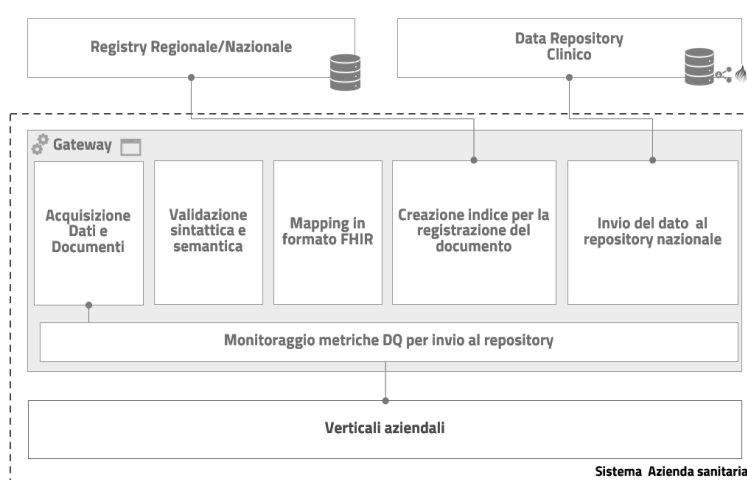 Registry Regionale/Nazionale
Data Repository
Clinico
Gateway
Acquisizione
Dati e
Documenti
Validazione
sintattica e
semantica
Mapping in
formato FHIR
Creazione indice per la
registrazione del
documento
Invio del dato al
repository nazionale
Monitoraggio metriche DQ per invio al repository
Verticali aziendali
Sistema Azienda sanitaria